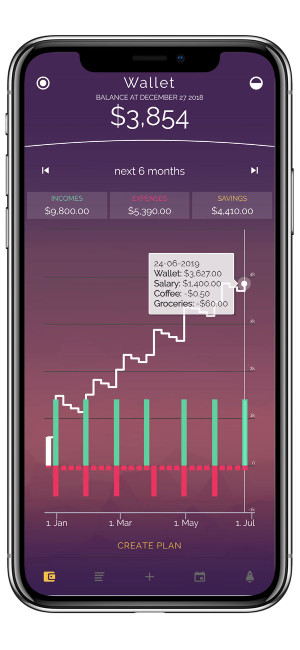 Wallet
BALANCE AT DECEMBER 27 2018
$3,854
next 6 months
INCOMES EXPENSES SAVINGS
$9,800.00 $5,390.00 $4,410.00
24-06-2019
Wallet: $3,627.00
Salary: $1,400.00
Coffee: -$0.50
Groceries: -$60.00
0
1. Jan 1. Mar 1. May 1. Jul
CREATE PLAN